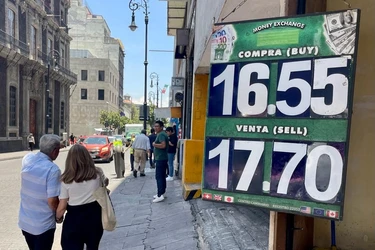 MONEY EXCHANGE
COMPRA (BUY)
16.55
VENTA (SELL)
17.70